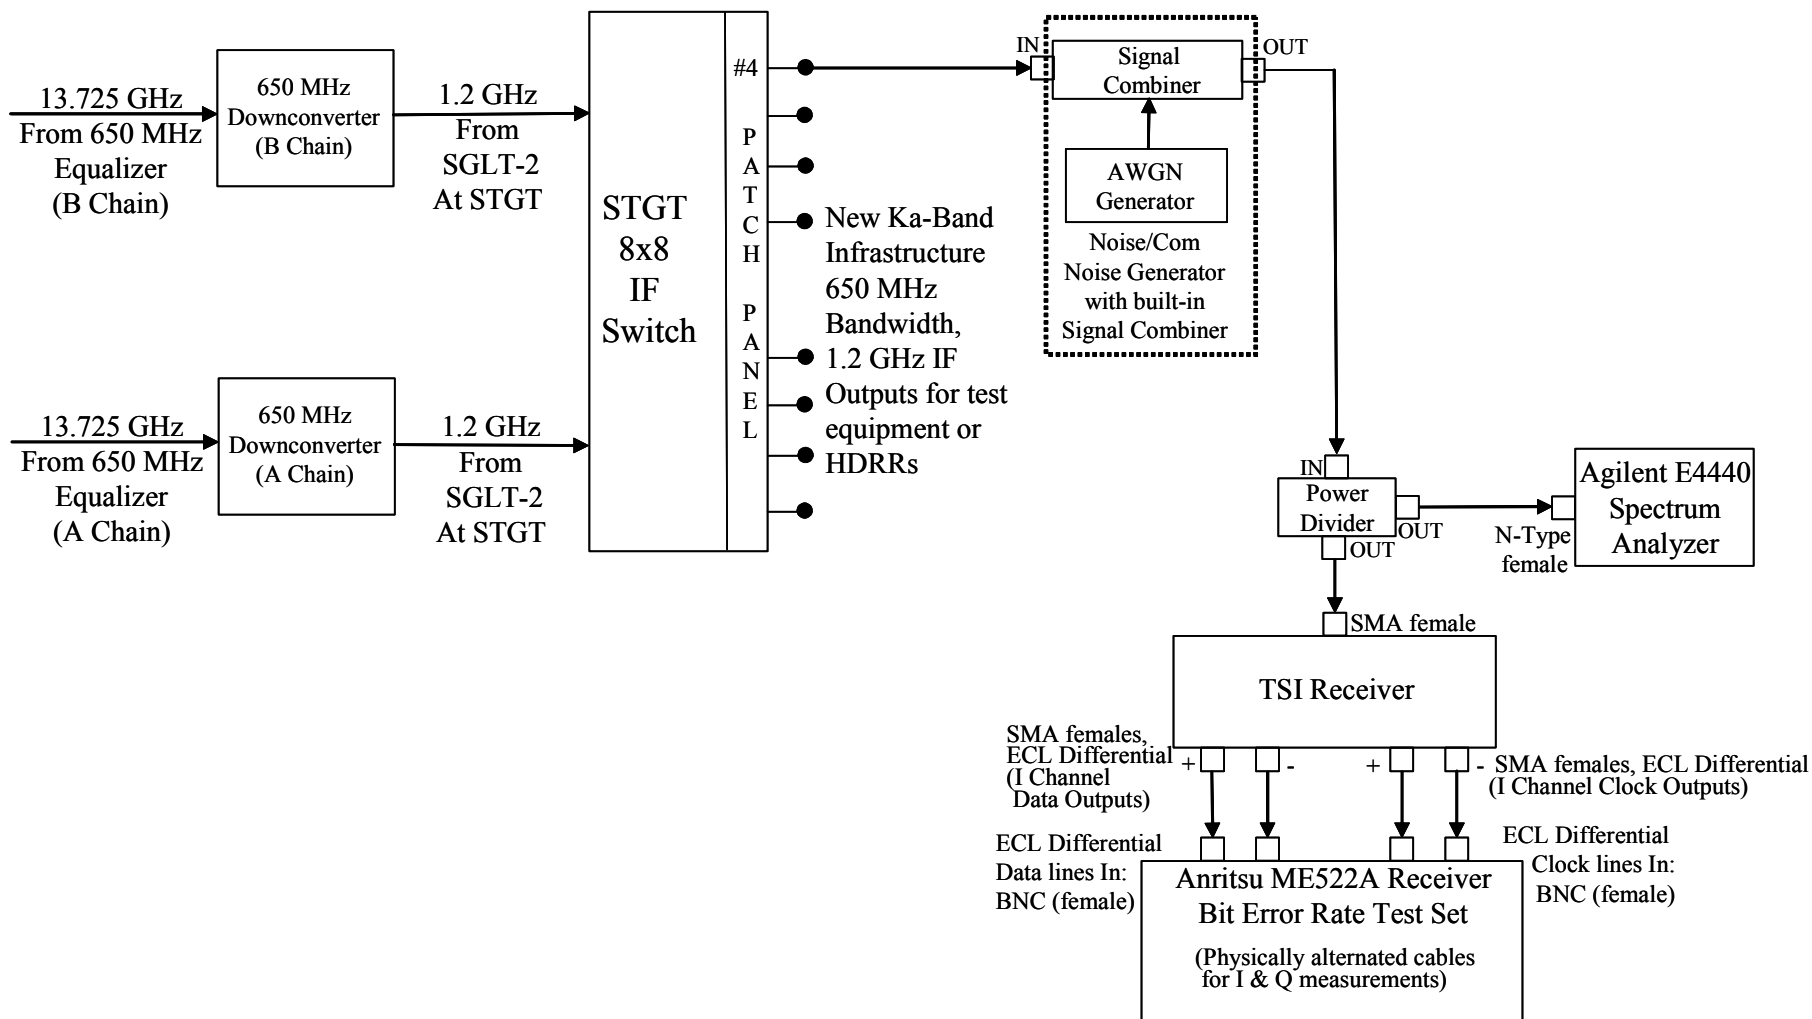 13.725 GHz
From 650 MHz
Equalizer
(B Chain)
650 MHz
Downconverter
(B Chain)
1.2 GHz
From
SGLT-2
At STGT
13.725 GHz
From 650 MHz
Equalizer
(A Chain)
650 MHz
Downconverter
(A Chain)
1.2 GHz
From
SGLT-2
At STGT
STGT
8x8
IF
Switch
#4
PATCH PANEL
New Ka-Band
Infrastructure
650 MHz
Bandwidth,
1.2 GHz IF
Outputs for test
equipment or
HDRRs
IN
Signal
Combiner
OUT
AWGN
Generator
Noise/Com
Noise Generator
with built-in
Signal Combiner
IN
Power
Divider
OUT
OUT
N-Type
female
Agilent E4440
Spectrum
Analyzer
SMA female
TSI Receiver
SMA females,
ECL Differential
(I Channel
Data Outputs)
+
-
+
-
SMA females, ECL Differential
(I Channel Clock Outputs)
ECL Differential
Data lines In:
BNC (female)
ECL Differential
Clock lines In:
BNC (female)
Anritsu ME522A Receiver
Bit Error Rate Test Set
(Physically alternated cables
for I & Q measurements)